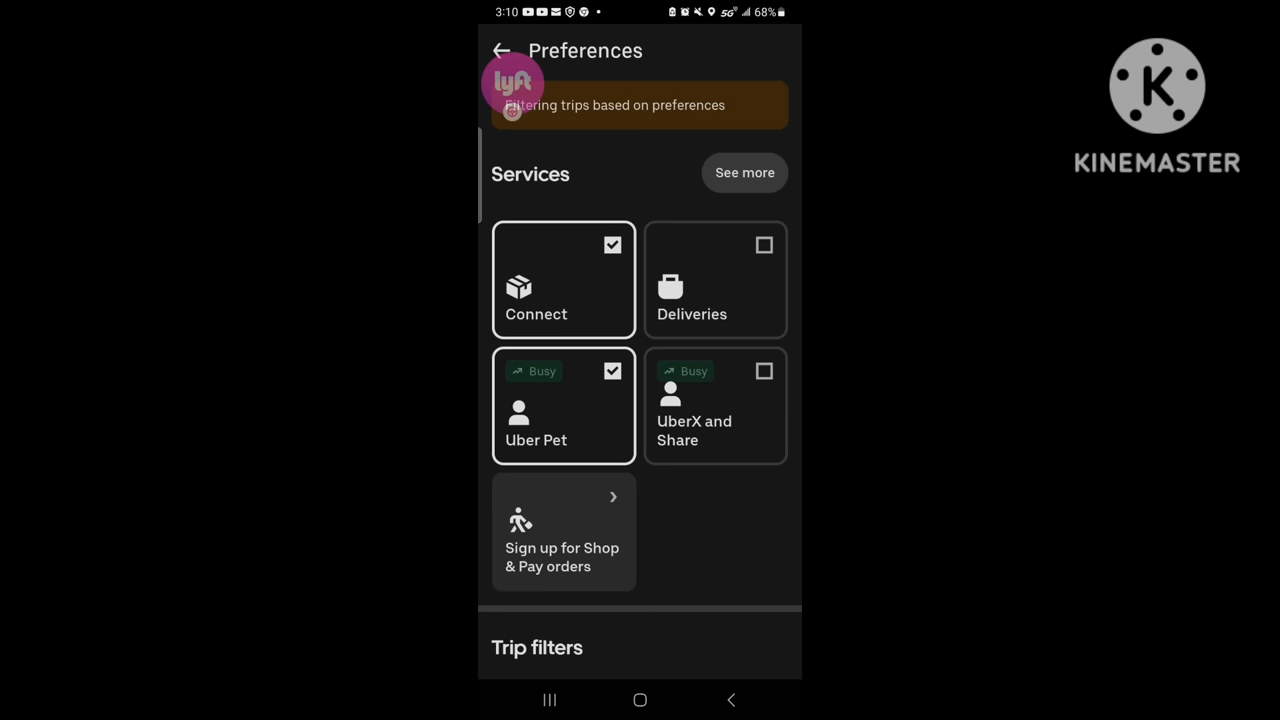 3:10
5G
68%
Preferences
lyft
Filtering trips based on preferences
K
KINEMASTER
Services
See more
Connect
Deliveries
Busy
Uber Pet
Busy
UberX and
Share
Sign up for Shop
& Pay orders
Trip filters